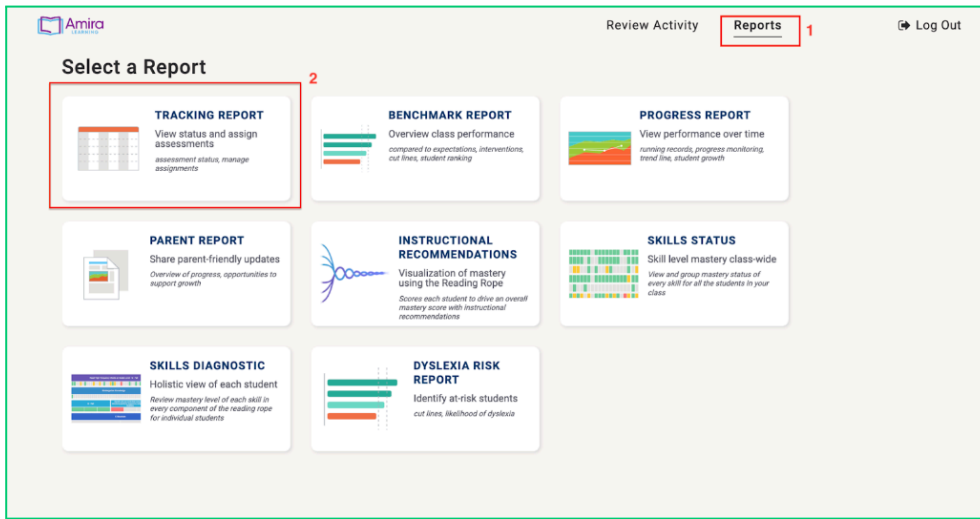 Amira
LEARNING
Review Activity
Reports
1
Log Out
Select a Report
2
TRACKING REPORT
View status and assign
assessments
assessment status, manage
assignments
BENCHMARK REPORT
Overview class performance
compared to expectations, interventions,
cut lines, student ranking
PROGRESS REPORT
View performance over time
running records, progress monitoring,
trend line, student growth
PARENT REPORT
Share parent-friendly updates
Overview of progress, opportunities to
support growth
INSTRUCTIONAL
RECOMMENDATIONS
Visualization of mastery
using the Reading Rope
Scores each student to drive an overall
mastery score with instructional
recommendations
SKILLS STATUS
Skill level mastery class-wide
View and group mastery status of
every skill for all the students in your
class
SKILLS DIAGNOSTIC
Holistic view of each student
Review mastery level of each skill in
every component of the reading rope
for individual students
DYSLEXIA RISK
REPORT
Identify at-risk students
cut lines, likelihood of dyslexia